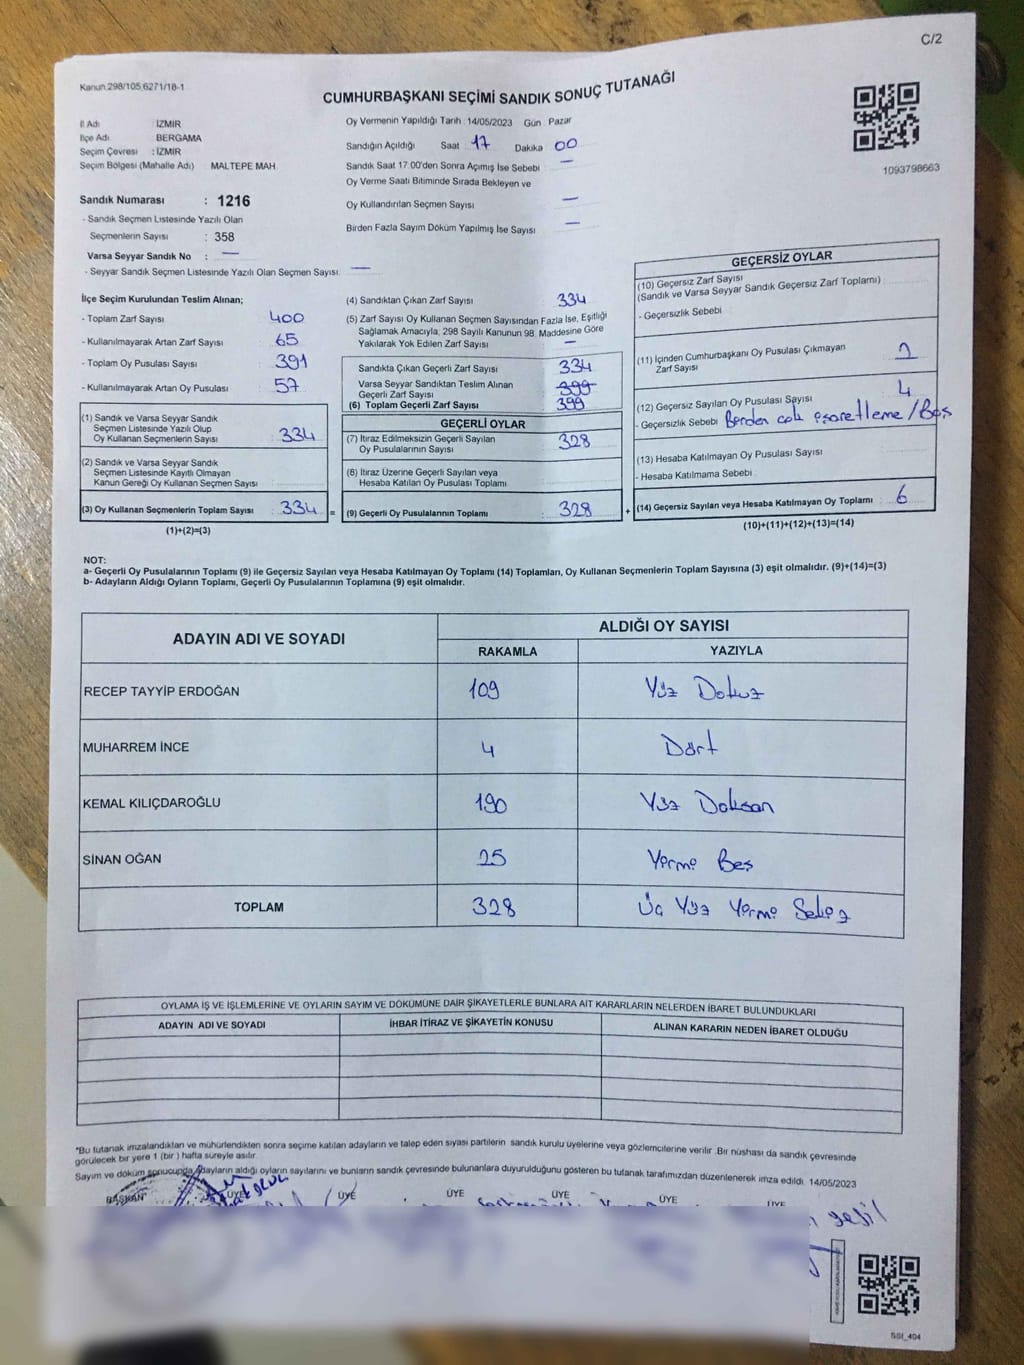 C/2
Kanun.298/105,6271/18-1
CUMHURBAŞKANI SEÇİMİ SANDIK SONUÇ TUTANAĞI
İl Adı : İZMİR
İlçe Adı : BERGAMA
Seçim Çevresi : İZMİR
Seçim Bölgesi (Mahalle Adı) MALTEPE MAH.
Sandık Numarası : 1216
- Sandık Seçmen Listesinde Yazılı Olan
Seçmenlerin Sayısı : 358
Varsa Seyyar Sandık No : —
- Seyyar Sandık Seçmen Listesinde Yazılı Olan Seçmen Sayısı: —
Oy Vermenin Yapıldığı Tarih :14/05/2023 Gün : Pazar
Sandığın Açıldığı Saat 17 Dakika 00
Sandık Saat 17:00'den Sonra Açımış İse Sebebi —
Oy Verme Saati Bitiminde Sırada Bekleyen ve
Oy Kullandırılan Seçmen Sayısı —
Birden Fazla Sayım Döküm Yapılmış İse Sayısı —
1093798663
İlçe Seçim Kurulundan Teslim Alınan;
- Toplam Zarf Sayısı : 400
- Kullanılmayarak Artan Zarf Sayısı : 65
- Toplam Oy Pusulası Sayısı : 391
- Kullanılmayarak Artan Oy Pusulası : 57
(1) Sandık ve Varsa Seyyar Sandık
Seçmen Listesinde Yazılı Olup
Oy Kullanan Seçmenlerin Sayısı : 334
(2) Sandık ve Varsa Seyyar Sandık
Seçmen Listesinde Kayıtlı Olmayan
Kanun Gereği Oy Kullanan Seçmen Sayısı :
(3) Oy Kullanan Seçmenlerin Toplam Sayısı : 334
(1)+(2)=(3)
=
(4) Sandıktan Çıkan Zarf Sayısı : 334
(5) Zarf Sayısı Oy Kullanan Seçmen Sayısından Fazla İse, Eşitliği
Sağlamak Amacıyla, 298 Sayılı Kanunun 98. Maddesine Göre
Yakılarak Yok Edilen Zarf Sayısı : —
Sandıkta Çıkan Geçerli Zarf Sayısı : 334
Varsa Seyyar Sandıktan Teslim Alınan
Geçerli Zarf Sayısı : 399
(6) Toplam Geçerli Zarf Sayısı : 399
GEÇERLİ OYLAR
(7) İtiraz Edilmeksizin Geçerli Sayılan
Oy Pusulalarının Sayısı : 328
(8) İtiraz Üzerine Geçerli Sayılan veya
Hesaba Katılan Oy Pusulası Toplamı :
(9) Geçerli Oy Pusulalarının Toplamı : 328
+
GEÇERSİZ OYLAR
(10) Geçersiz Zarf Sayısı
(Sandık ve Varsa Seyyar Sandık Geçersiz Zarf Toplamı) :
- Geçersizlik Sebebi :
(11) İçinden Cumhurbaşkanı Oy Pusulası Çıkmayan
Zarf Sayısı : 2
(12) Geçersiz Sayılan Oy Pusulası Sayısı : 4
- Geçersizlik Sebebi : Berden cok eşoretleme/Boş
(13) Hesaba Katılmayan Oy Pusulası Sayısı :
- Hesaba Katılmama Sebebi :
(14) Geçersiz Sayılan veya Hesaba Katılmayan Oy Toplamı : 6
(10)+(11)+(12)+(13)=(14)
NOT:
a- Geçerli Oy Pusulalarının Toplamı (9) ile Geçersiz Sayılan veya Hesaba Katılmayan Oy Toplamı (14) Toplamları, Oy Kullanan Seçmenlerin Toplam Sayısına (3) eşit olmalıdır. (9)+(14)=(3)
b- Adayların Aldığı Oyların Toplamı, Geçerli Oy Pusulalarının Toplamına (9) eşit olmalıdır.
ADAYIN ADI VE SOYADI ALDIĞI OY SAYISI
RAKAMLA YAZIYLA
RECEP TAYYİP ERDOĞAN 109 Yüz Dokuz
MUHARREM İNCE 4 Dört
KEMAL KILIÇDAROĞLU 190 Yüz Doksan
SİNAN OĞAN 25 Yerme Beş
TOPLAM 328 Üç Yüz Yerme Sekez
OYLAMA İŞ VE İŞLEMLERİNE VE OYLARIN SAYIM VE DÖKÜMÜNE DAİR ŞİKAYETLERLE BUNLARA AİT KARARLARIN NELERDEN İBARET BULUNDUKLARI
ADAYIN ADI VE SOYADI İHBAR İTİRAZ VE ŞİKAYETİN KONUSU ALINAN KARARIN NEDEN İBARET OLDUĞU
*Bu tutanak imzalandıktan ve mühürlendikten sonra seçime katılan adayların ve talep eden siyasi partilerin sandık kurulu üyelerine veya gözlemcilerine verilir. Bir nüshası da sandık çevresinde
görülecek bir yere 1 (bir ) hafta süreyle asılır.
Sayım ve döküm sonucunda adayların aldığı oyların sayılarını ve bunların sandık çevresinde bulunanlara duyurulduğunu gösteren bu tutanak tarafımızdan düzenlenerek imza edildi. 14/05/2023
BAŞKAN ÜYE ÜYE ÜYE ÜYE ÜYE ÜYE
SSI_404